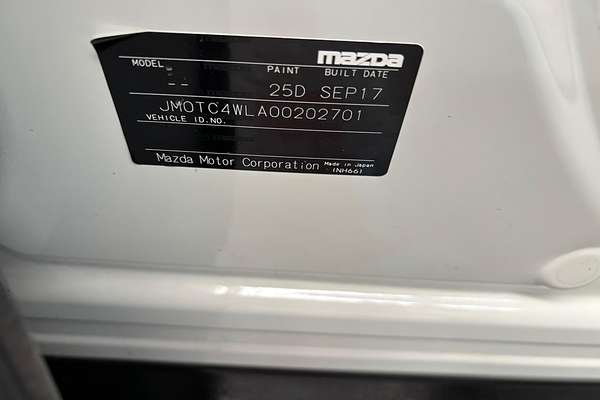 mazda
MODEL PAINT BUILT DATE
-- 25D SEP17
JM0TC4WLA00202701
VEHICLE ID.NO.
Mazda Motor Corporation Made in Japan
(NH66)